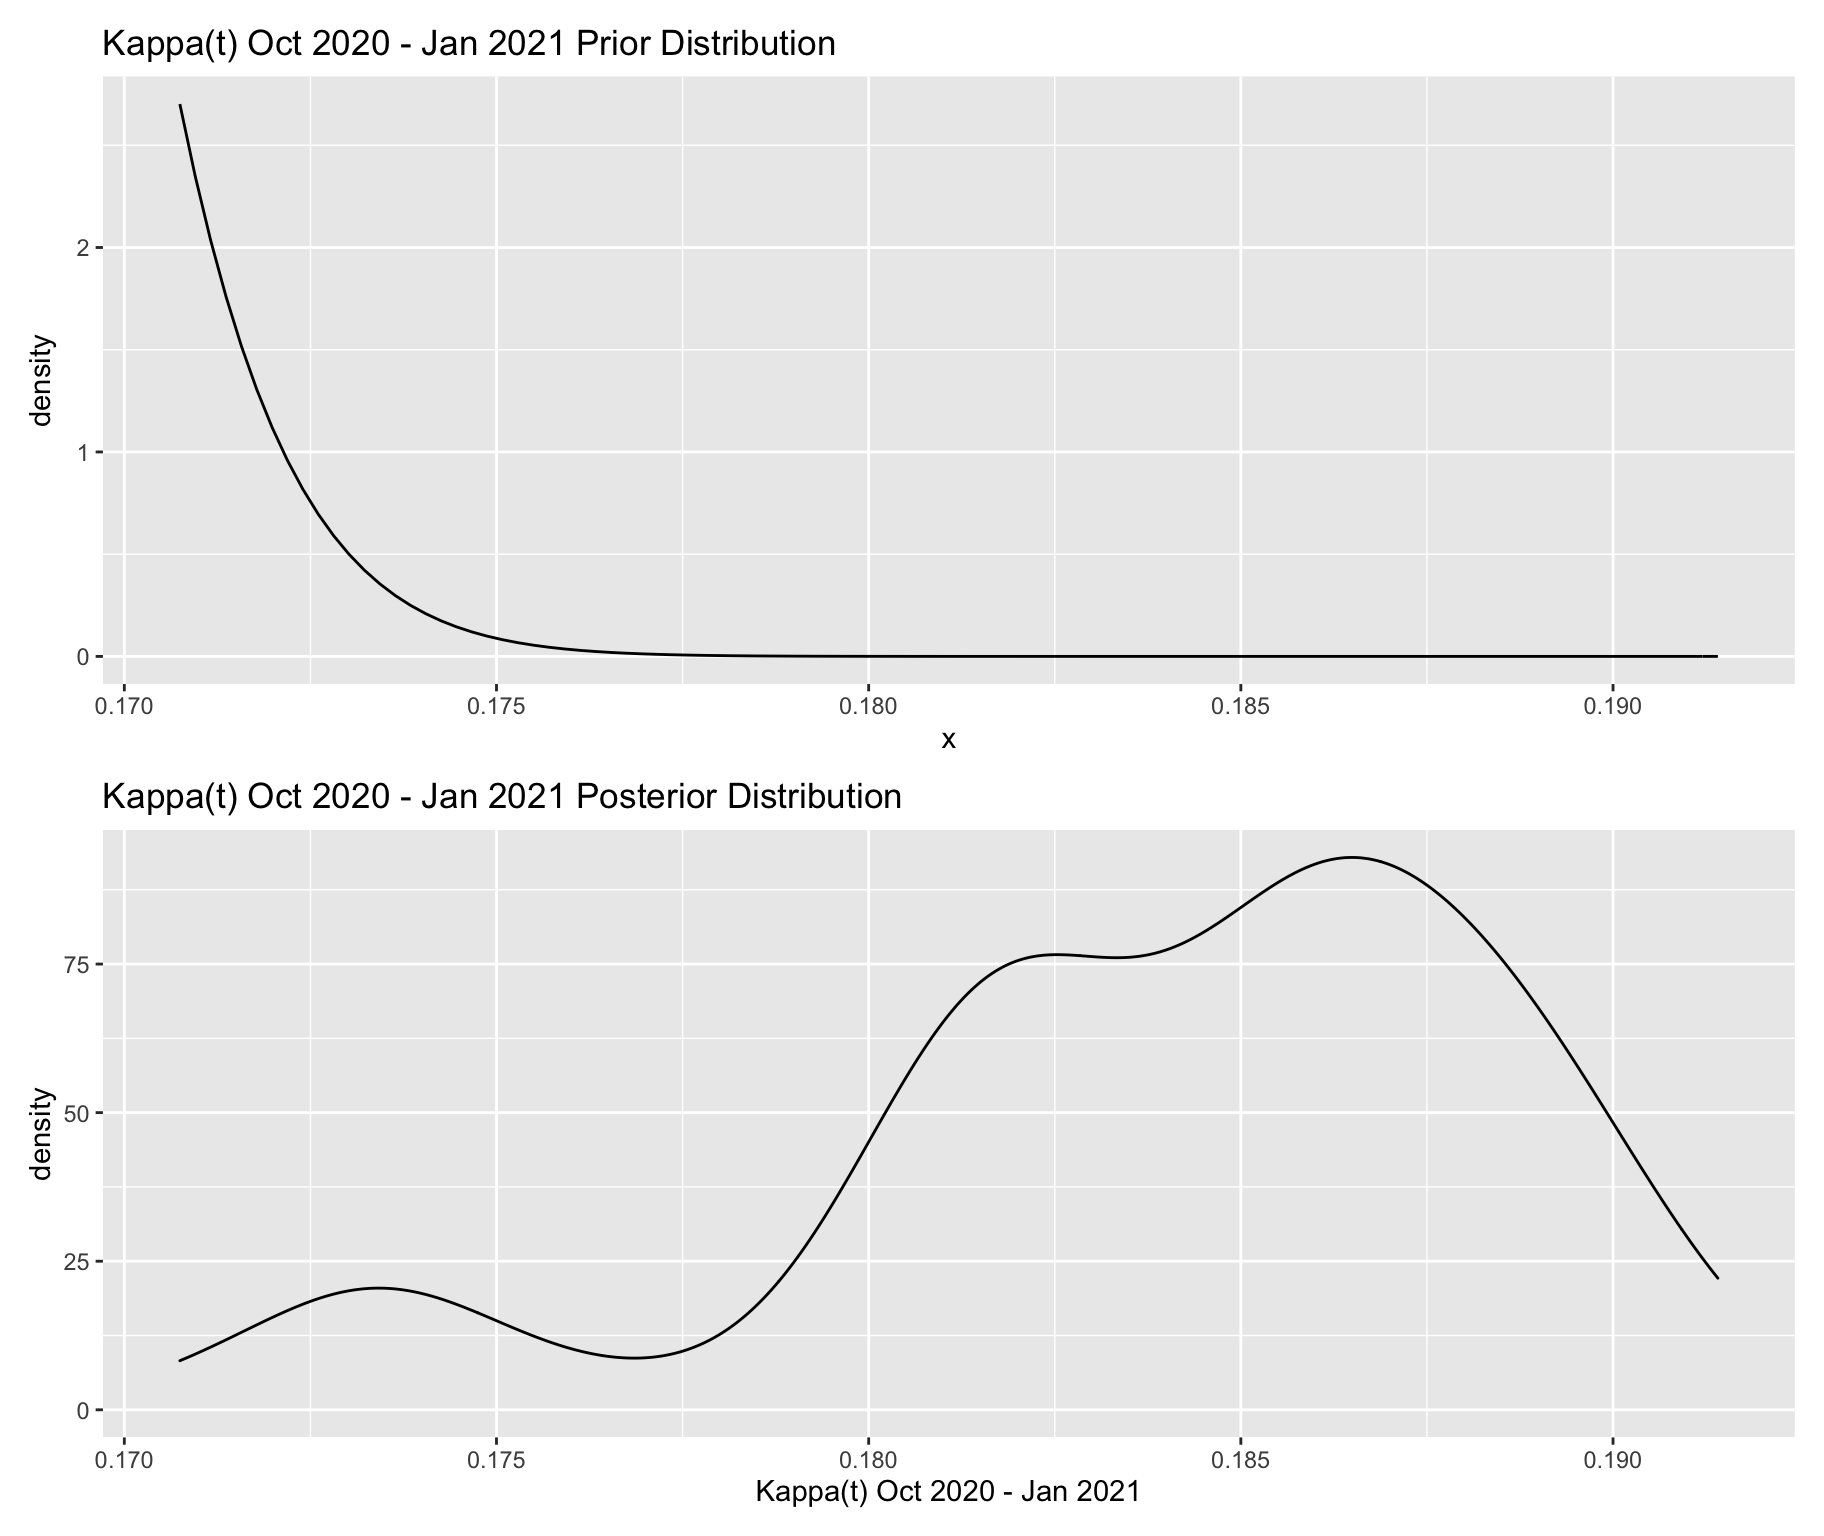 Kappa(t) Oct 2020 - Jan 2021 Prior Distribution
density
2
1
0
0.170 0.175 0.180 0.185 0.190
x
Kappa(t) Oct 2020 - Jan 2021 Posterior Distribution
density
75
50
25
0
0.170 0.175 0.180 0.185 0.190
Kappa(t) Oct 2020 - Jan 2021